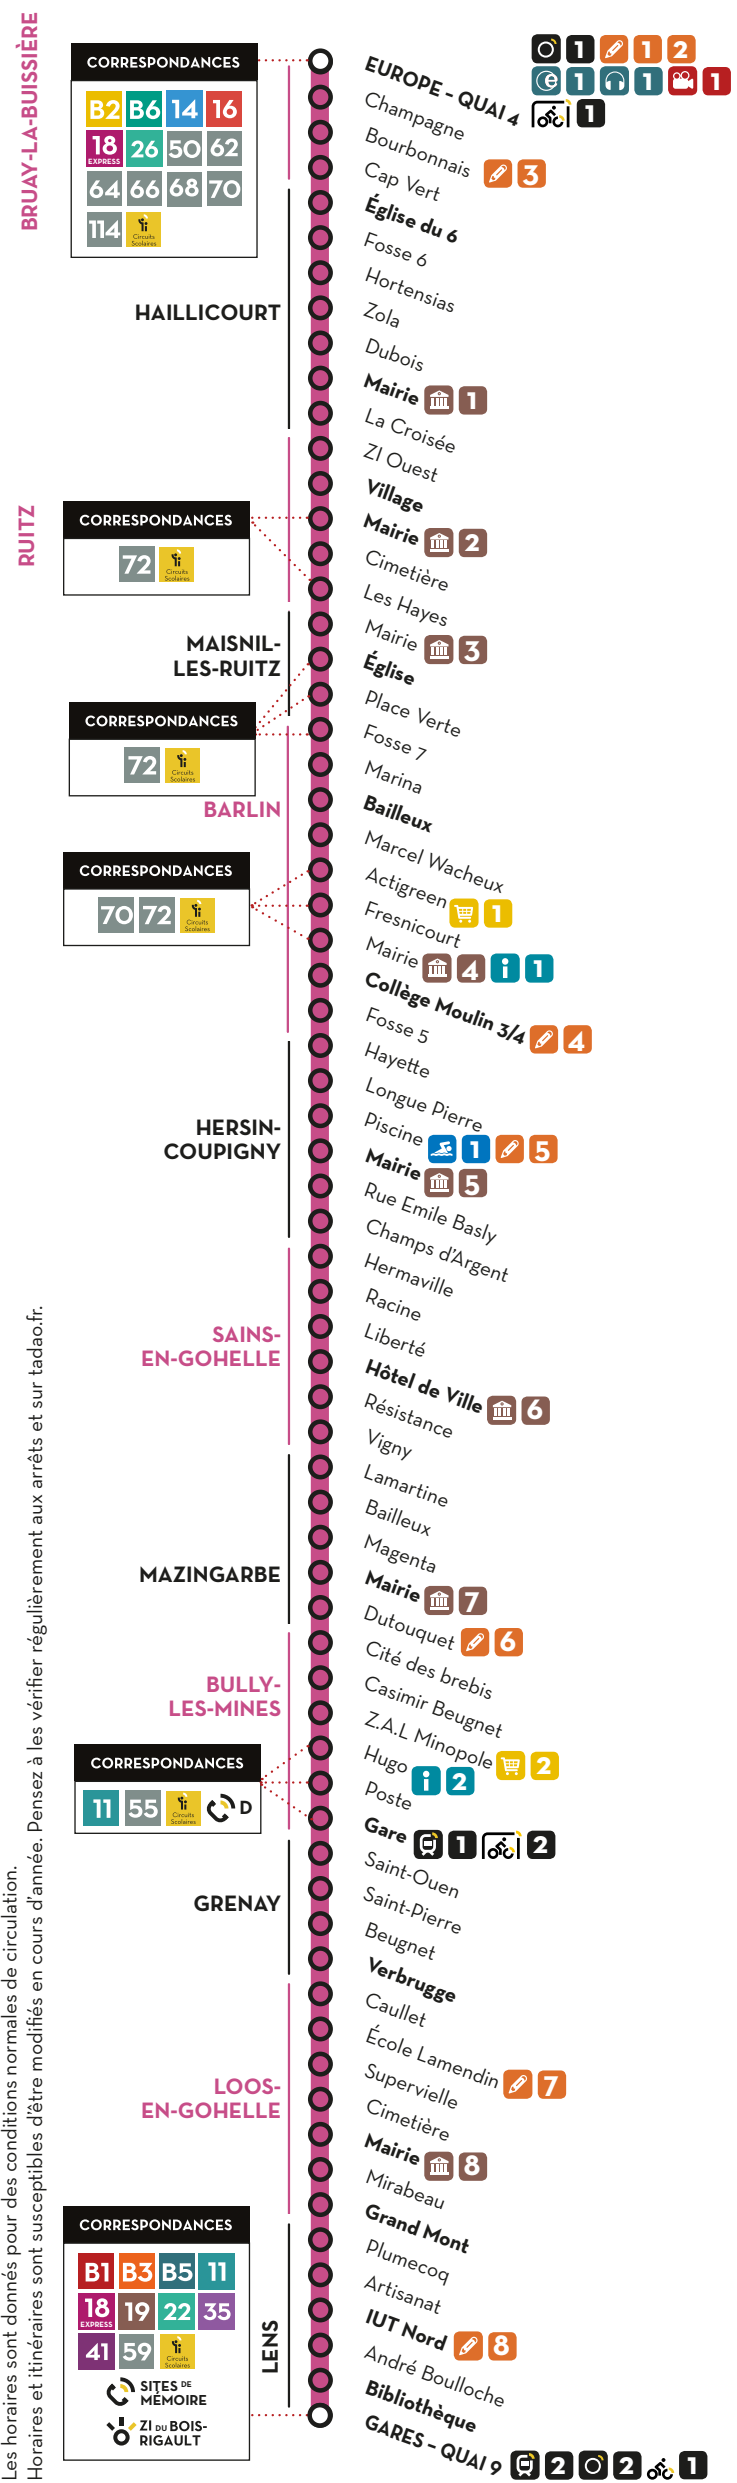 BRUAY-LA-BUISSIÈRE
CORRESPONDANCES
B2 B6 14 16
18 EXPRESS 26 50 62
64 66 68 70
114 Circuits Scolaires
EUROPE – QUAI 4 1 1 2
1 1 1
1
Champagne
Bourbonnais 3
Cap Vert
HAILLICOURT
Église du 6
Fosse 6
Hortensias
Zola
Dubois
Mairie 1
La Croisée
RUITZ
ZI Ouest
Village
Mairie 2
Cimetière
Les Hayes
CORRESPONDANCES
72 Circuits Scolaires
MAISNIL-
LES-RUITZ
Mairie 3
Église
Place Verte
CORRESPONDANCES
72 Circuits Scolaires
BARLIN
Fosse 7
Marina
Bailleux
Marcel Wacheux
Actigreen 1
Fresnicourt
Mairie 4 1
Collège Moulin 3/4 4
Fosse 5
CORRESPONDANCES
70 72 Circuits Scolaires
HERSIN-
COUPIGNY
Hayette
Longue Pierre
Piscine 1 5
Mairie 5
Rue Emile Basly
Champs d'Argent
SAINS-
EN-GOHELLE
Hermaville
Racine
Liberté
Hôtel de Ville 6
Résistance
Vigny
MAZINGARBE
Lamartine
Bailleux
Magenta
Mairie 7
Dutouquet 6
BULLY-
LES-MINES
Cité des brebis
Casimir Beugnet
Z.A.L Minopole 2
Hugo 2
Poste
Gare 1 2
CORRESPONDANCES
11 55 Circuits Scolaires D
GRENAY
Saint-Ouen
Saint-Pierre
Beugnet
Verbrugge
LOOS-
EN-GOHELLE
Caullet
École Lamendin 7
Supervielle
Cimetière
Mairie 8
Mirabeau
Grand Mont
LENS
Plumecoq
Artisanat
IUT Nord 8
André Boulloche
Bibliothèque
GARES – QUAI 9 2 2 1
CORRESPONDANCES
B1 B3 B5 11
18 EXPRESS 19 22 35
41 59 Circuits Scolaires
SITES DE
MÉMOIRE
ZI DU BOIS-
RIGAULT
Les horaires sont donnés pour des conditions normales de circulation.
Horaires et itinéraires sont susceptibles d'être modifiés en cours d'année. Pensez à les vérifier régulièrement aux arrêts et sur tadao.fr.